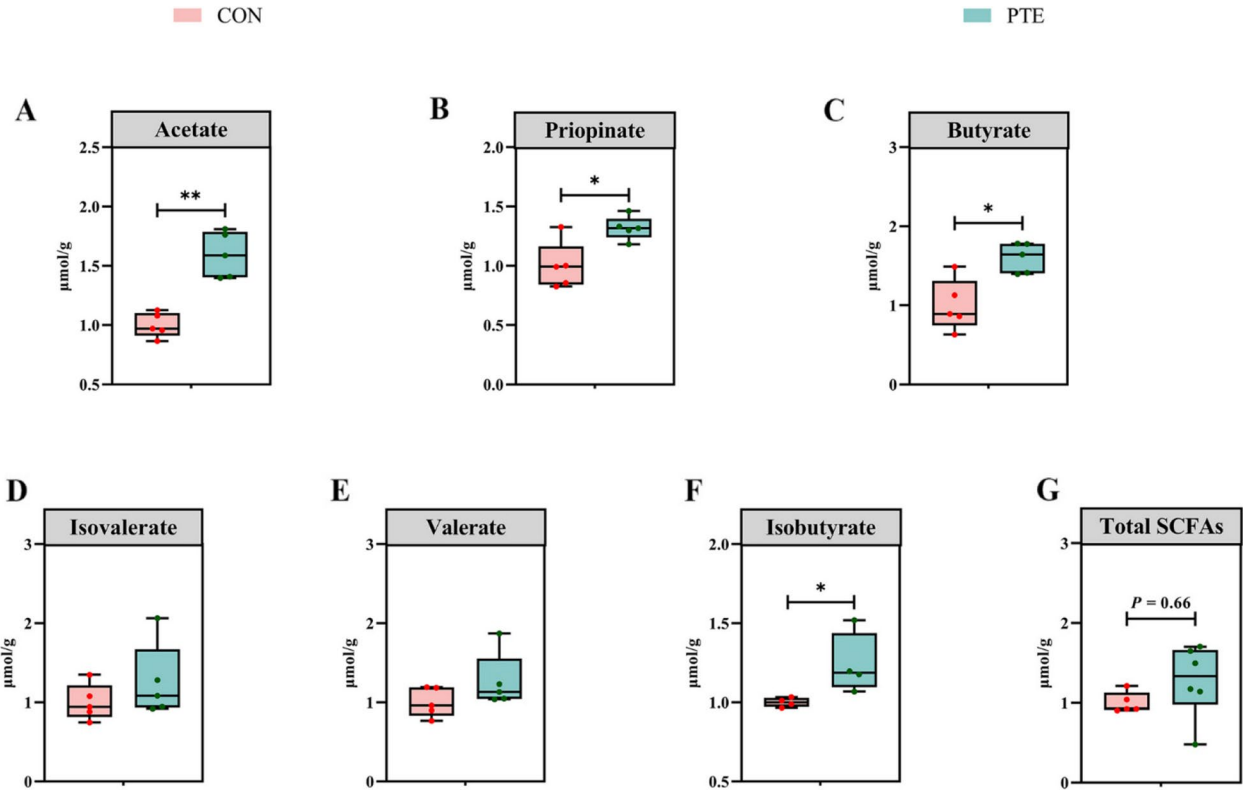 CON PTE
A B C
Acetate Priopinate Butyrate
2.5 2.0 3
** * *
2.0 1.5 2
µmol/g µmol/g µmol/g
1.5 1.0
1.0 0.5 1
0.5 0.0 0
D E F G
Isovalerate Valerate Isobutyrate Total SCFAs
3 3 2.0 3
* P = 0.66
2 2 1.5 2
µmol/g µmol/g µmol/g µmol/g
1 1 1.0 1
0 0 0.5 0